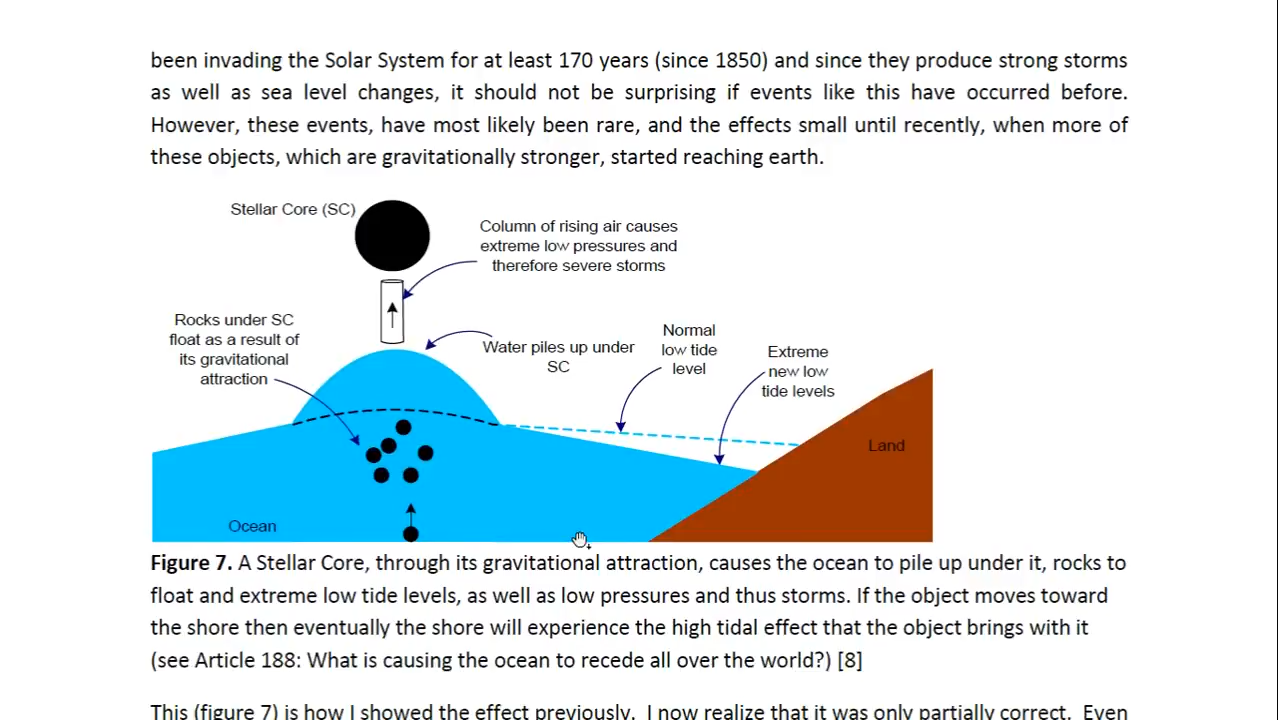 been invading the Solar System for at least 170 years (since 1850) and since they produce strong storms
as well as sea level changes, it should not be surprising if events like this have occurred before.
However, these events, have most likely been rare, and the effects small until recently, when more of
these objects, which are gravitationally stronger, started reaching earth.
Stellar Core (SC)
Column of rising air causes
extreme low pressures and
therefore severe storms
Rocks under SC
float as a result of
its gravitational
attraction
Water piles up under
SC
Normal
low tide
level
Extreme
new low
tide levels
Land
Ocean
Figure 7. A Stellar Core, through its gravitational attraction, causes the ocean to pile up under it, rocks to
float and extreme low tide levels, as well as low pressures and thus storms. If the object moves toward
the shore then eventually the shore will experience the high tidal effect that the object brings with it
(see Article 188: What is causing the ocean to recede all over the world?) [8]
This (figure 7) is how I showed the effect previously. I now realize that it was only partially correct. Even